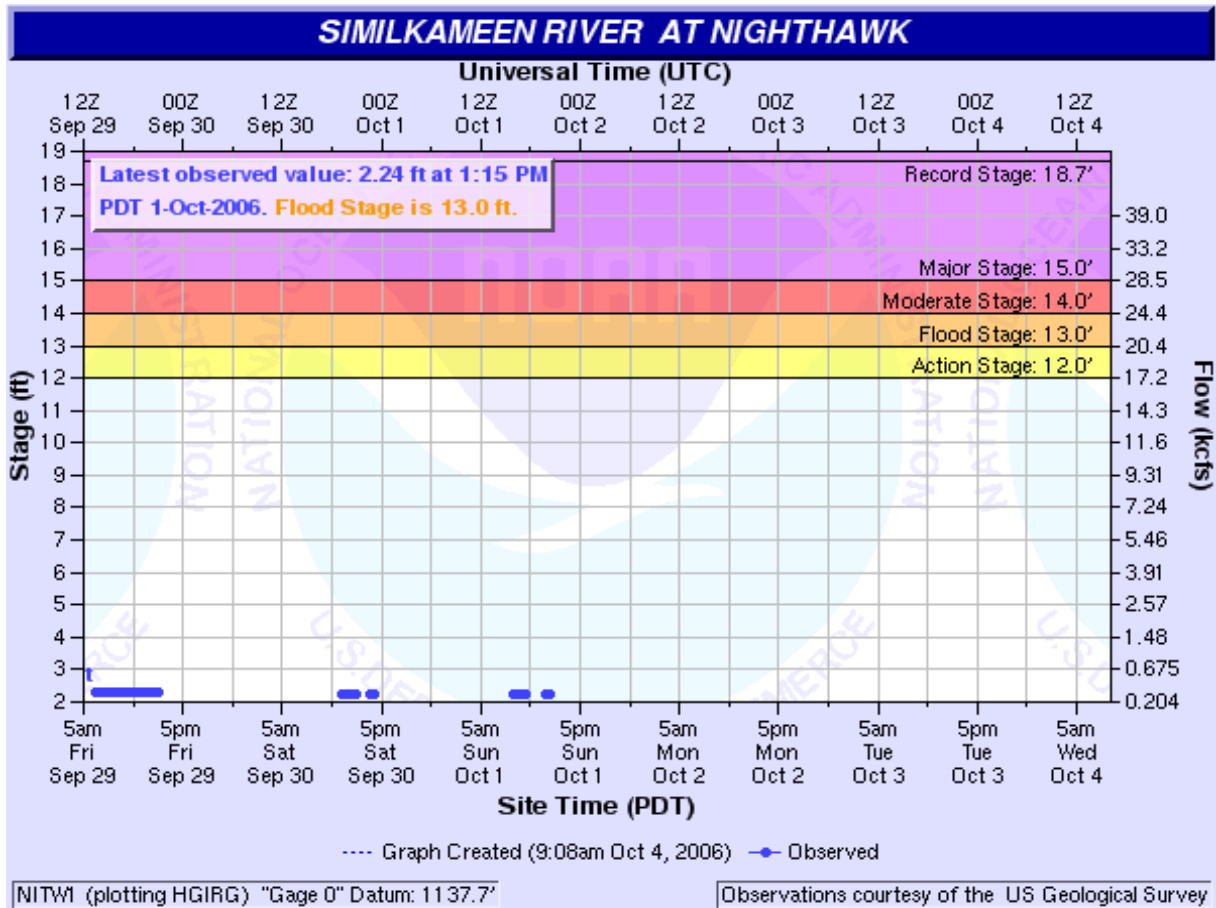 SIMILKAMEEN RIVER AT NIGHTHAWK
Universal Time (UTC)
12Z 00Z 12Z 00Z 12Z 00Z 12Z 00Z 12Z 00Z 12Z
Sep 29 Sep 30 Sep 30 Oct 1 Oct 1 Oct 2 Oct 2 Oct 3 Oct 3 Oct 4 Oct 4
Latest observed value: 2.24 ft at 1:15 PM
PDT 1-Oct-2006. Flood Stage is 13.0 ft.
Record Stage: 18.7'
Major Stage: 15.0'
Moderate Stage: 14.0'
Flood Stage: 13.0'
Action Stage: 12.0'
Stage (ft)
19
18
17
16
15
14
13
12
11
10
9
8
7
6
5
4
3
2
t
Flow (kcfs)
39.0
33.2
28.5
24.4
20.4
17.2
14.3
11.6
9.31
7.24
5.46
3.91
2.57
1.48
0.675
0.204
NOAA
5am 5pm 5am 5pm 5am 5pm 5am 5pm 5am 5pm 5am
Fri Fri Sat Sat Sun Sun Mon Mon Tue Tue Wed
Sep 29 Sep 29 Sep 30 Sep 30 Oct 1 Oct 1 Oct 2 Oct 2 Oct 3 Oct 3 Oct 4
Site Time (PDT)
---- Graph Created (9:08am Oct 4, 2006) Observed
NITW1 (plotting HGIRG) "Gage 0" Datum: 1137.7'
Observations courtesy of the US Geological Survey